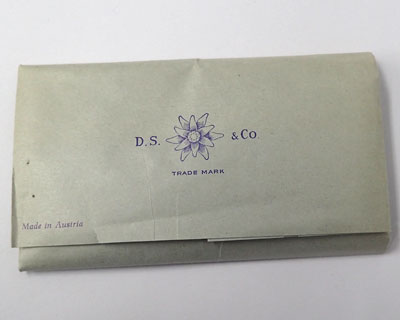 D. S. & Co
TRADE MARK
Made in Austria